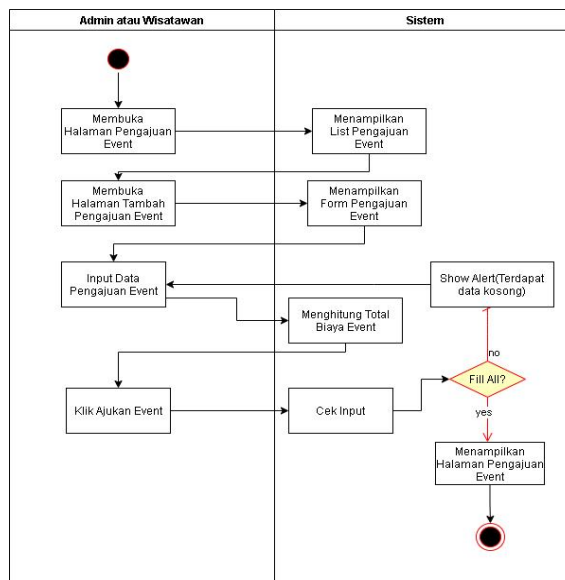 Admin atau Wisatawan
Sistem
Membuka
Halaman Pengajuan
Event
Menampilkan
List Pengajuan
Event
Membuka
Halaman Tambah
Pengajuan Event
Menampilkan
Form Pengajuan
Event
Input Data
Pengajuan Event
Show Alert(Terdapat
data kosong)
Menghitung Total
Biaya Event
no
Fill All?
Klik Ajukan Event
Cek Input
yes
Menampilkan
Halaman Pengajuan
Event